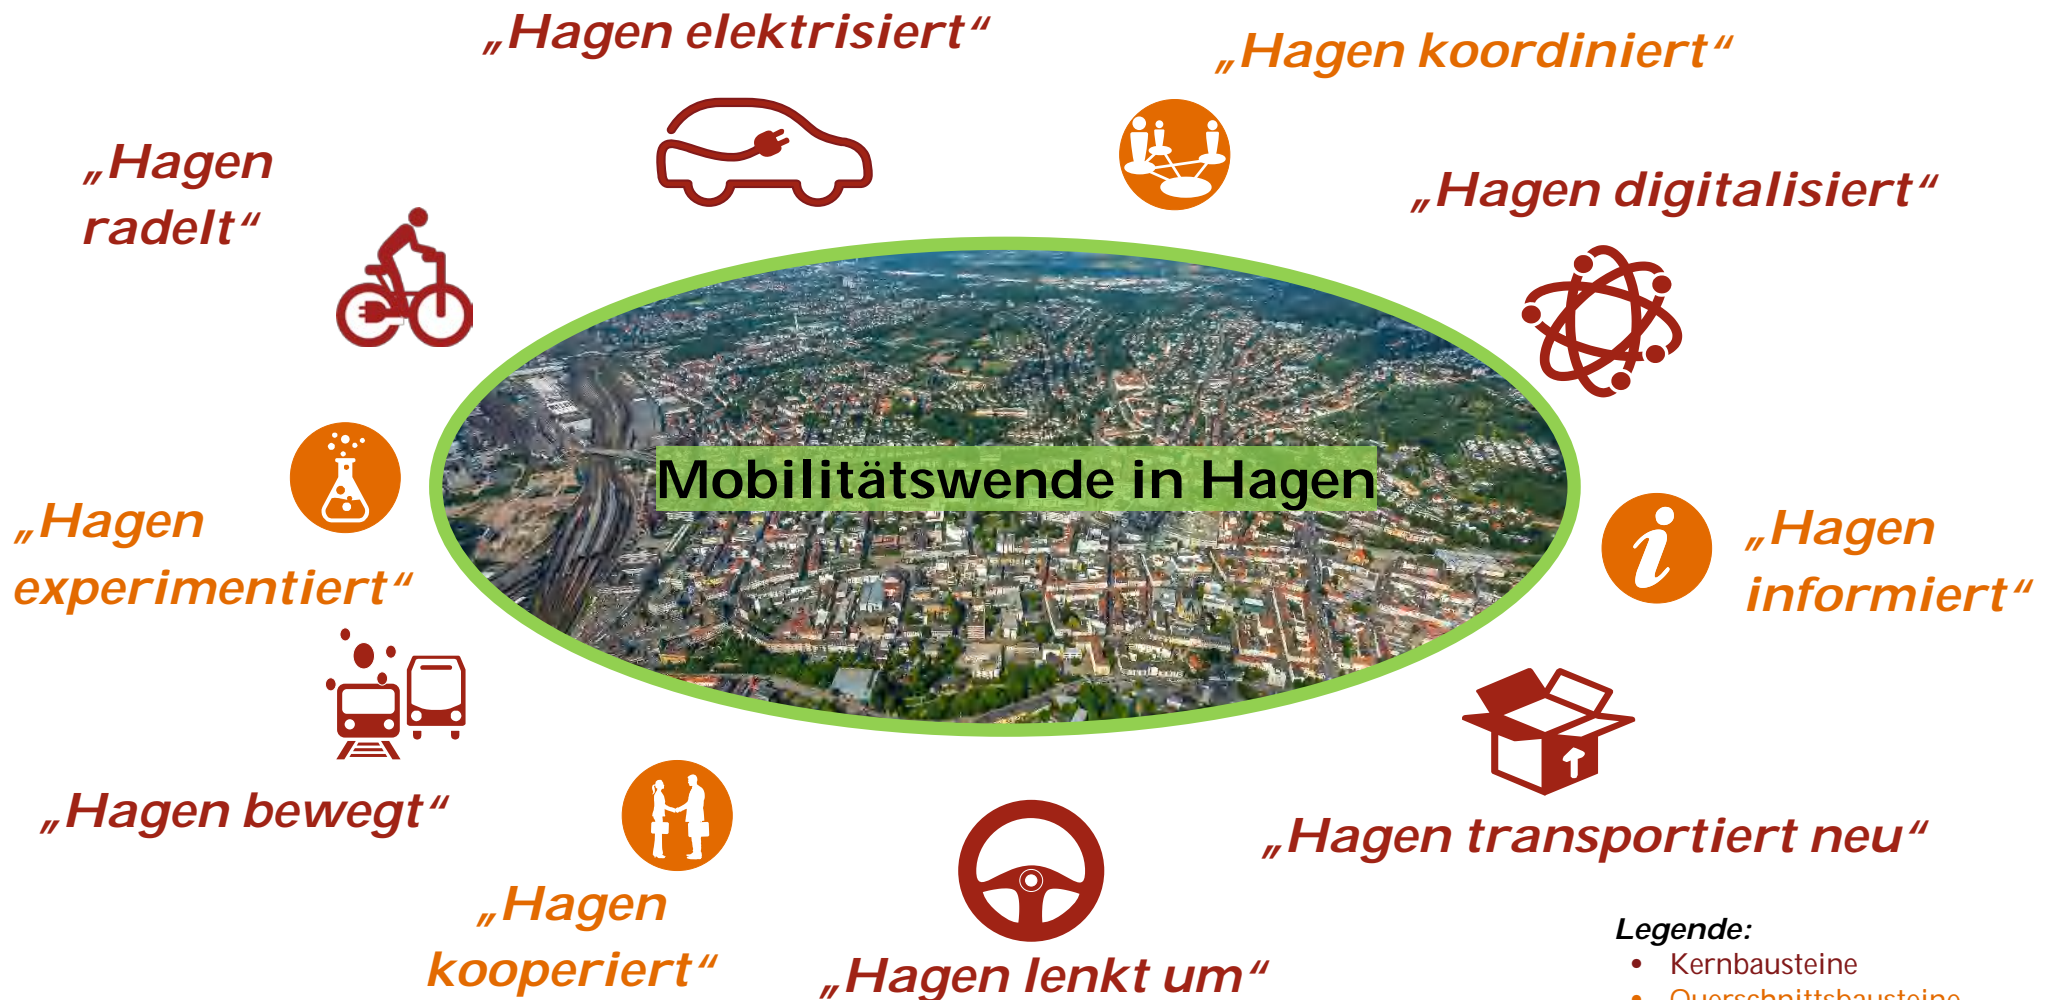 „Hagen elektrisiert“
„Hagen koordiniert“
„Hagen
radelt“
„Hagen digitalisiert“
Mobilitätswende in Hagen
„Hagen
experimentiert“
„Hagen
informiert“
„Hagen bewegt“
„Hagen transportiert neu“
„Hagen
kooperiert“
„Hagen lenkt um“
Legende:
• Kernbausteine
• Querschnittsbausteine